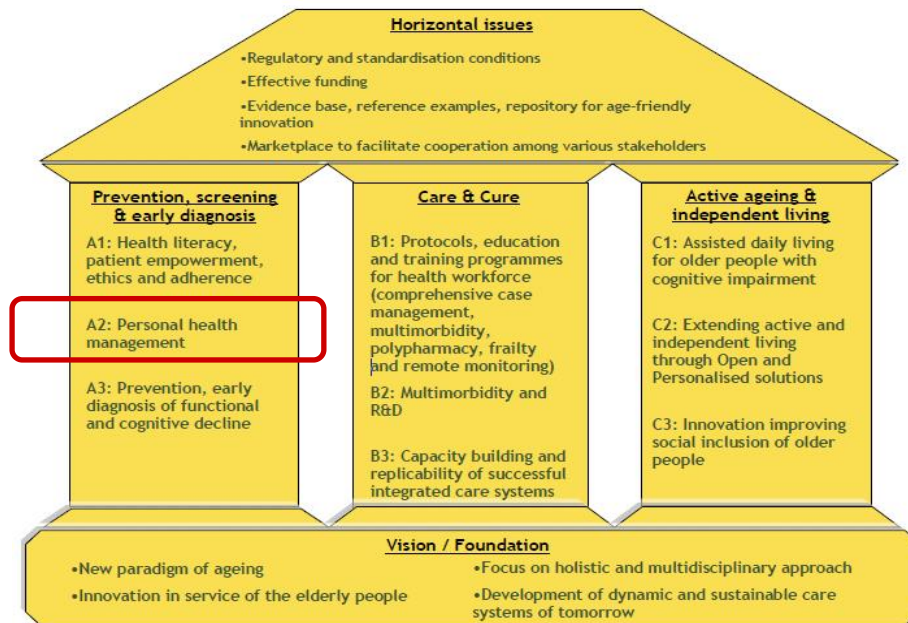 Horizontal issues
•Regulatory and standardisation conditions
•Effective funding
•Evidence base, reference examples, repository for age-friendly
innovation
•Marketplace to facilitate cooperation among various stakeholders
Prevention, screening
& early diagnosis
A1: Health literacy,
patient empowerment,
ethics and adherence
A2: Personal health
management
A3: Prevention, early
diagnosis of functional
and cognitive decline
Care & Cure
B1: Protocols, education
and training programmes
for health workforce
(comprehensive case
management,
multimorbidity,
polypharmacy, frailty
and remote monitoring)
B2: Multimorbidity and
R&D
B3: Capacity building and
replicability of successful
integrated care systems
Active ageing &
independent living
C1: Assisted daily living
for older people with
cognitive impairment
C2: Extending active and
independent living
through Open and
Personalised solutions
C3: Innovation improving
social inclusion of older
people
Vision / Foundation
•New paradigm of ageing
•Innovation in service of the elderly people
•Focus on holistic and multidisciplinary approach
•Development of dynamic and sustainable care
systems of tomorrow